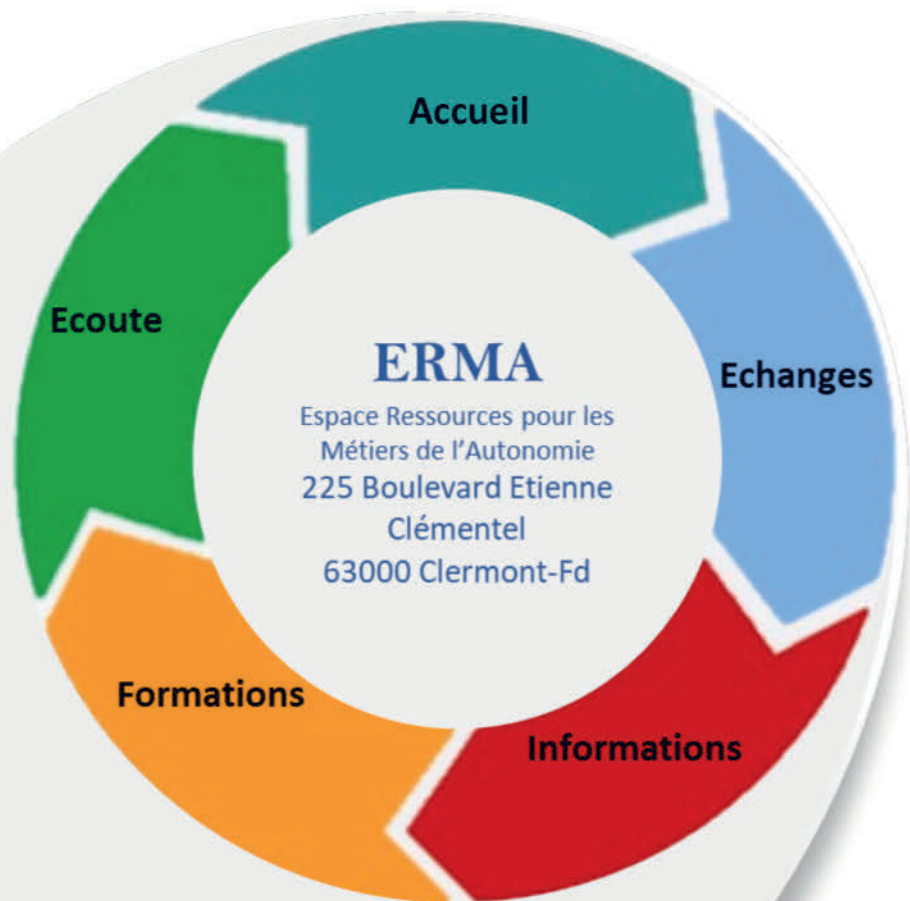 Accueil
Echanges
Informations
Formations
Ecoute
ERMA
Espace Ressources pour les
Métiers de l'Autonomie
225 Boulevard Etienne
Clémentel
63000 Clermont-Fd